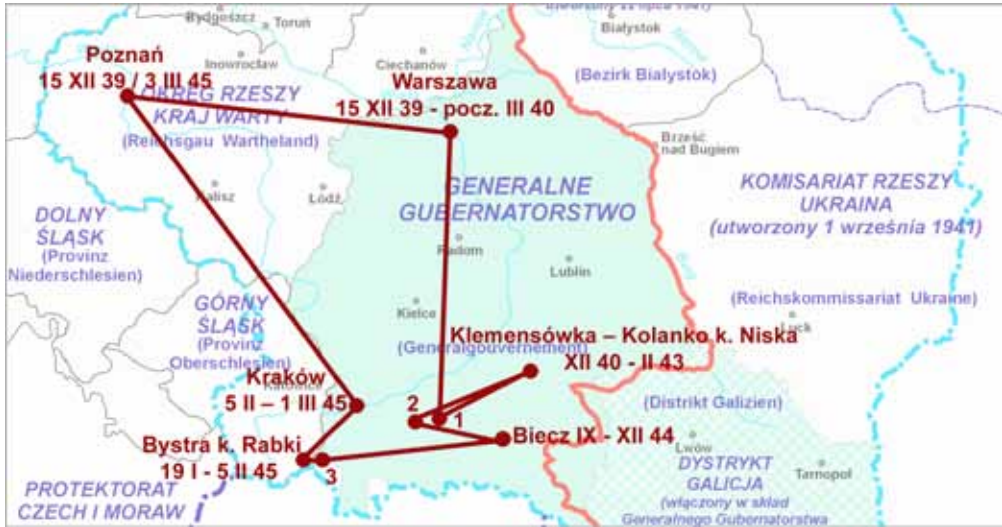 Bydgoszcz
Toruń
Inowrocław
Ciechanów
Białystok
(Bezirk Białystok)
Poznań
15 XII 39 / 3 III 45
OKRĘG RZESZY
KRAJ WARTY
(Reichsgau Wartheland)
Warszawa
15 XII 39 - pocz. III 40
Brześć
nad Bugiem
Kalisz
Łódź
GENERALNE
GUBERNATORSTWO
KOMISARIAT RZESZY
UKRAINA
(utworzony 1 września 1941)
DOLNY
ŚLĄSK
(Provinz
Niederschlesien)
Radom
Lublin
Kielce
GÓRNY
ŚLĄSK
(Provinz
Oberschlesien)
(Reichskommissariat Ukraine)
Łuck
Klemensówka – Kolanko k. Niska
(Generalgouvernement)
XII 40 - II 43
Katowice
Kraków
5 II – 1 III 45
2
1
(Distrikt Galizien)
Bystra k. Rabki
19 I - 5 II 45
3
Biecz IX - XII 44
Lwów
Tarnopol
PROTEKTORAT
CZECH I MORAW
DYSTRYKT
GALICJA
(włączony w skład
Generalnego Gubernatorstwa